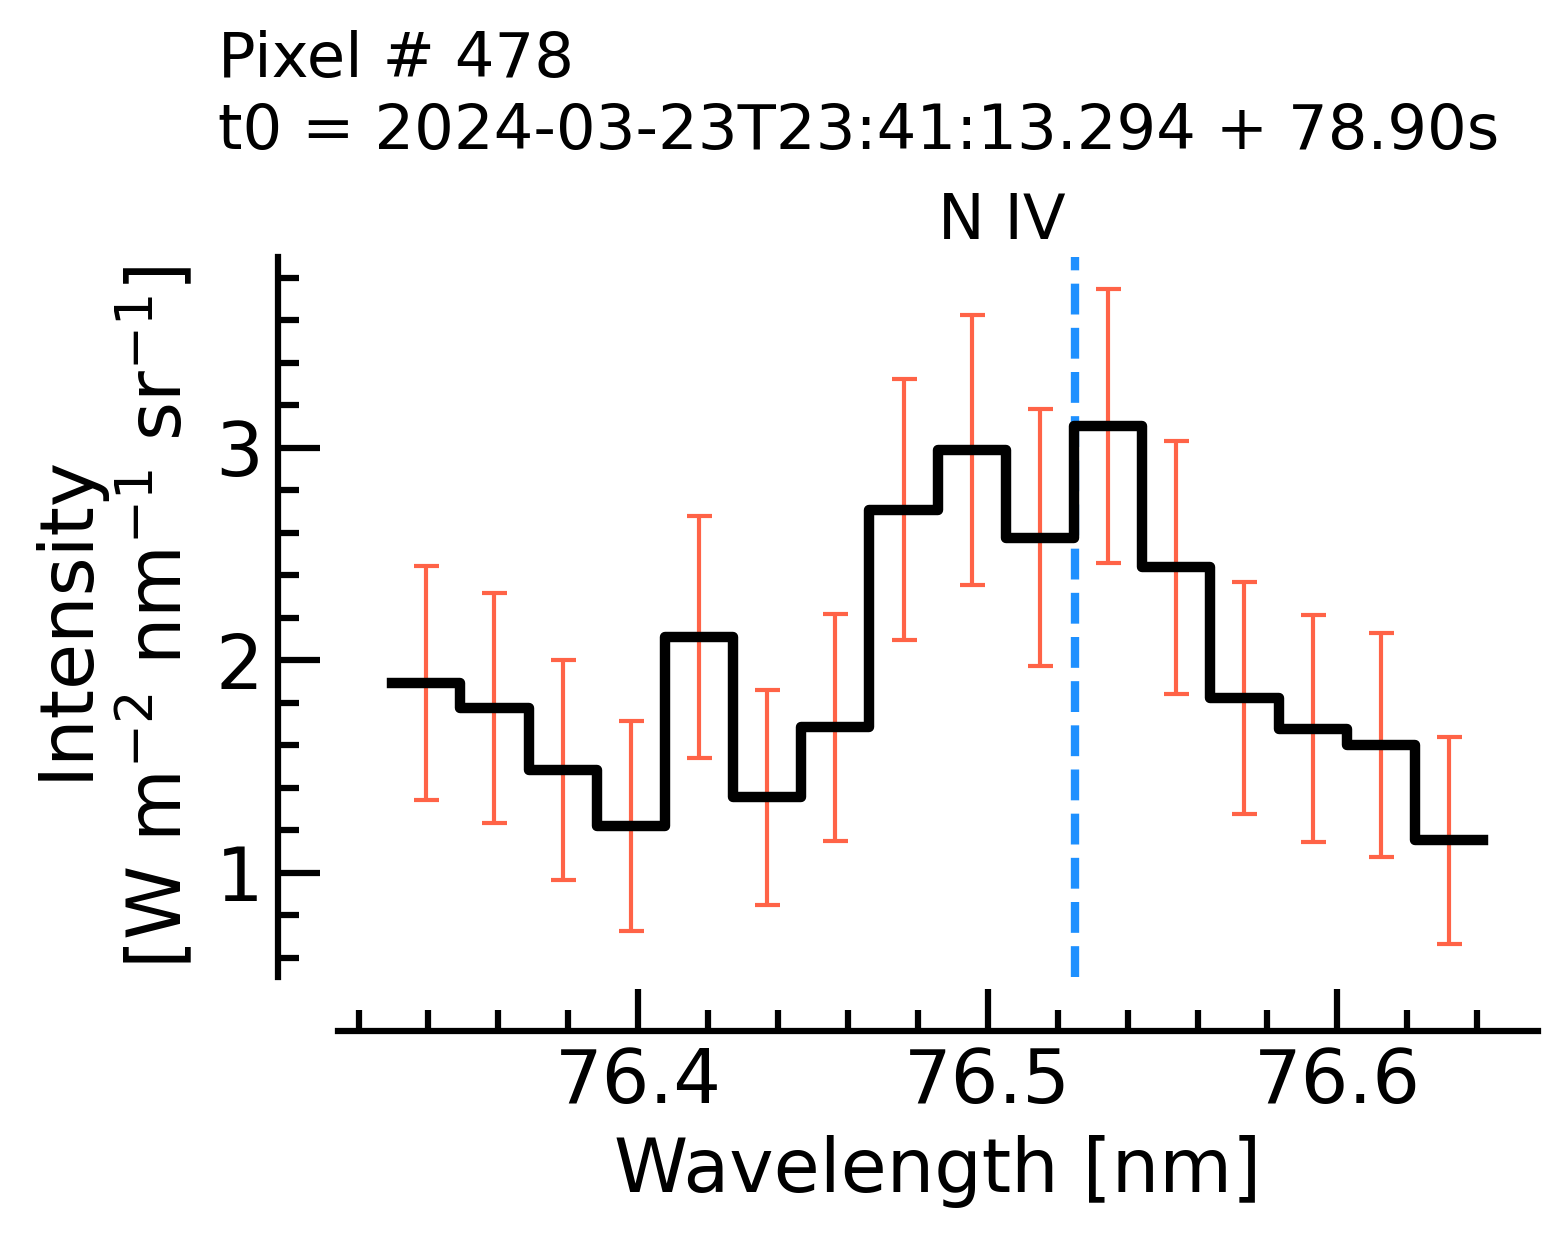 Pixel # 478
t0 = 2024-03-23T23:41:13.294 + 78.90s
N IV
Intensity
[W m⁻² nm⁻¹ sr⁻¹]
3
2
1
76.4 76.5 76.6
Wavelength [nm]